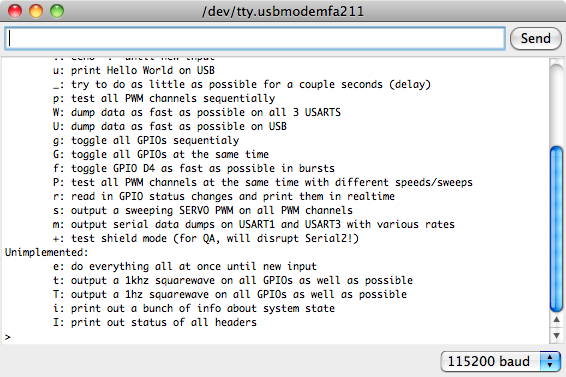 /dev/tty.usbmodemfa211
Send
u: print Hello World on USB
_: try to do as little as possible for a couple seconds (delay)
p: test all PWM channels sequentially
W: dump data as fast as possible on all 3 USARTS
U: dump data as fast as possible on USB
g: toggle all GPIOs sequentialy
G: toggle all GPIOs at the same time
f: toggle GPIO D4 as fast as possible in bursts
P: test all PWM channels at the same time with different speeds/sweeps
r: read in GPIO status changes and print them in realtime
s: output a sweeping SERVO PWM on all PWM channels
m: output serial data dumps on USART1 and USART3 with various rates
+: test shield mode (for QA, will disrupt Serial2!)
Unimplemented:
e: do everything all at once until new input
t: output a 1khz squarewave on all GPIOs as well as possible
T: output a 1hz squarewave on all GPIOs as well as possible
i: print out a bunch of info about system state
I: print out status of all headers
>
115200 baud